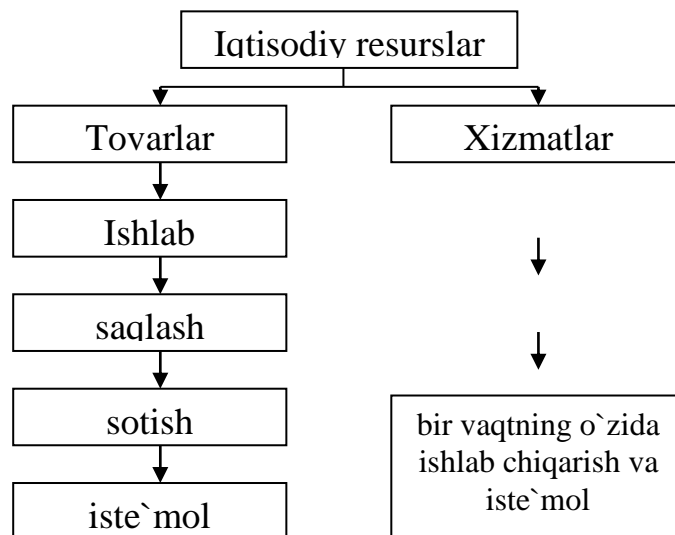 Iqtisodiy resurslar
Tovarlar
Xizmatlar
Ishlab
saqlash
sotish
iste`mol
bir vaqtning o`zida
ishlab chiqarish va
iste`mol